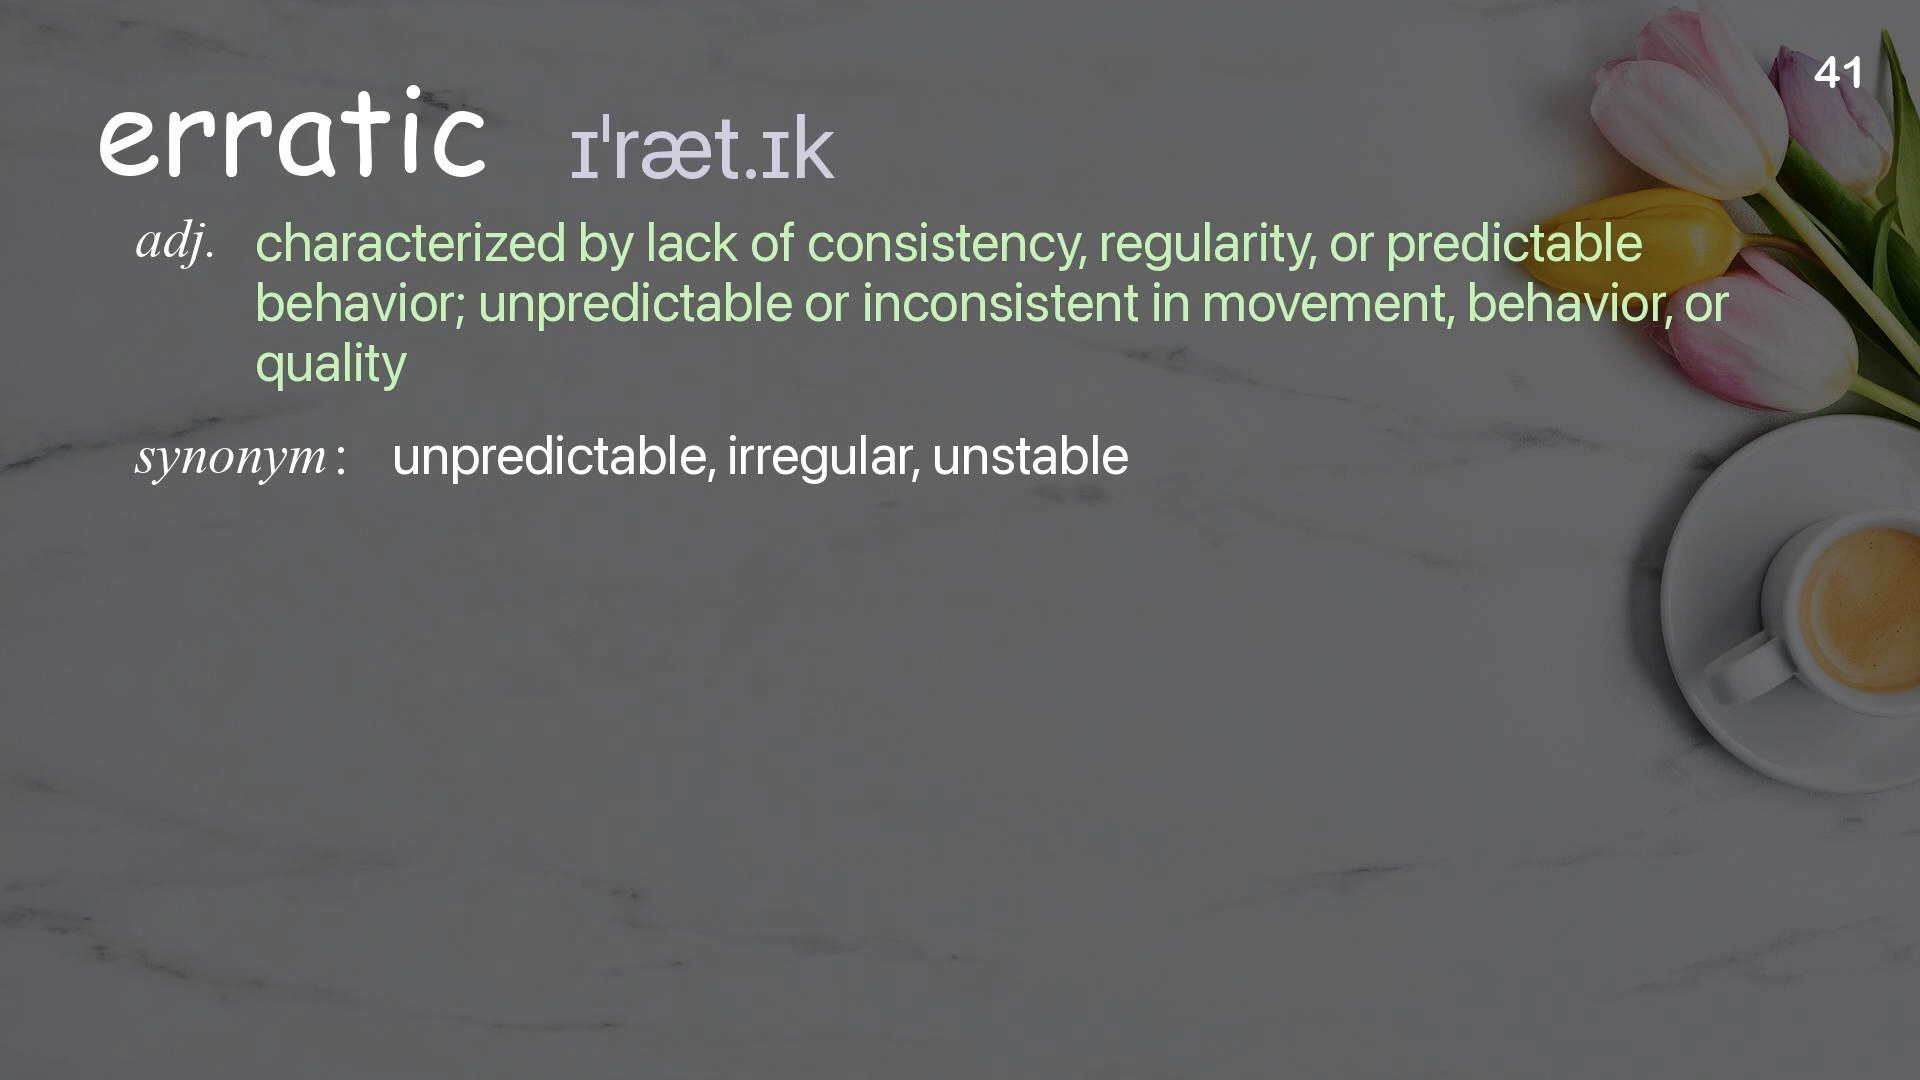 41
erratic ɪˈræt.ɪk
adj. characterized by lack of consistency, regularity, or predictable
behavior; unpredictable or inconsistent in movement, behavior, or
quality
synonym: unpredictable, irregular, unstable